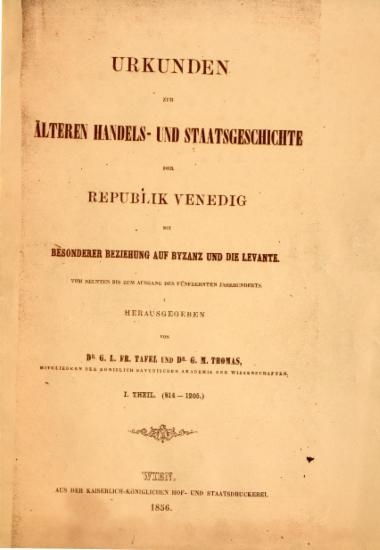 URKUNDEN
ZUR
ÄLTEREN HANDELS- UND STAATSGESCHICHTE
DER
REPUBLIK VENEDIG
MIT
BESONDERER BEZIEHUNG AUF BYZANZ UND DIE LEVANTE.
VOM NEUNTEN BIS ZUM AUSGANG DES FÜNFZEHNTEN JAHRHUNDERTS
HERAUSGEGEBEN
VON
DR. G. L. FR. TAFEL UND DR. G. M. THOMAS,
MITGLIEDERN DER KÖNIGLICH BAYERISCHEN AKADEMIE DER WISSENSCHAFTEN,
I. THEIL. (814—1205.)
WIEN.
AUS DER KAISERLICH-KÖNIGLICHEN HOF- UND STAATSDRUCKEREI.
1856.